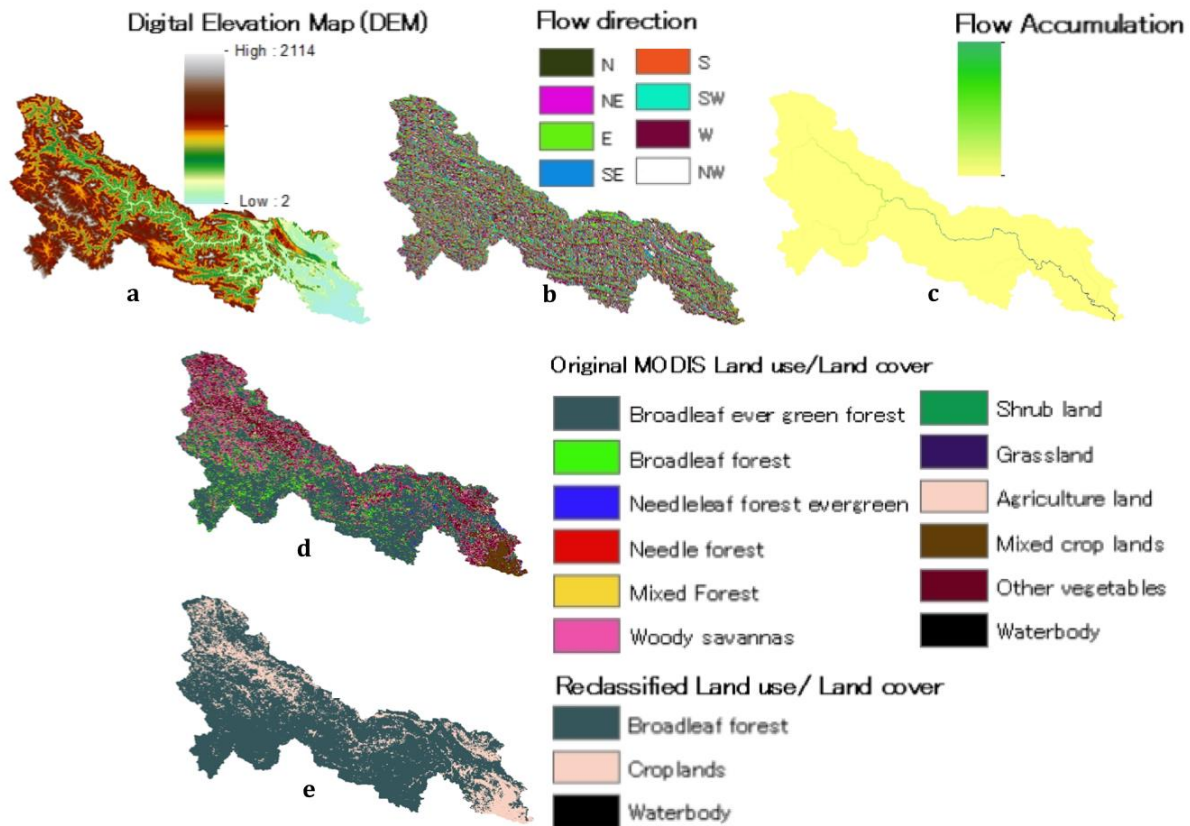 Digital Elevation Map (DEM)
High : 2114
Low : 2
a
Flow direction
N
S
NE
SW
E
W
SE
NW
b
Flow Accumulation
c
d
Original MODIS Land use/Land cover
Broadleaf ever green forest
Broadleaf forest
Needleleaf forest evergreen
Needle forest
Mixed Forest
Woody savannas
Shrub land
Grassland
Agriculture land
Mixed crop lands
Other vegetables
Waterbody
e
Reclassified Land use/ Land cover
Broadleaf forest
Croplands
Waterbody